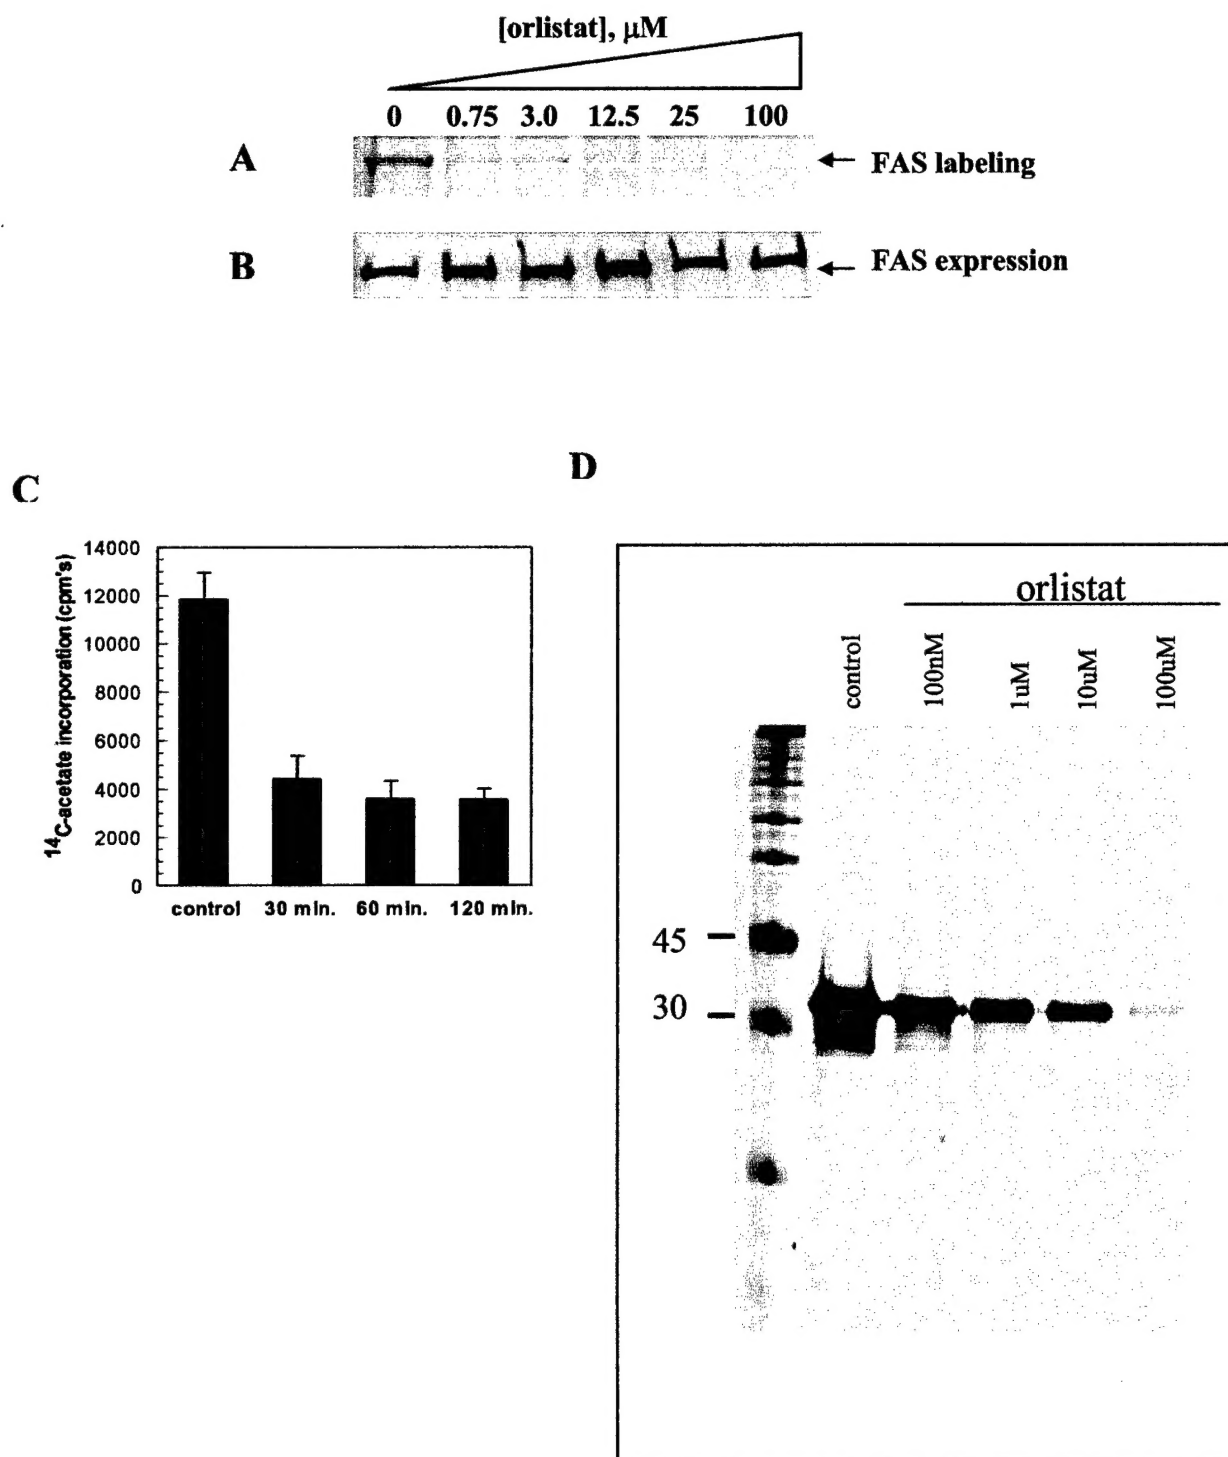 [orlistat], µM
0 0.75 3.0 12.5 25 100
A
FAS labeling
B
FAS expression
C
D
14C-acetate incorporation (cpm's)
14000
12000
10000
8000
6000
4000
2000
0
control 30 min. 60 min. 120 min.
orlistat
control
100nM
1uM
10uM
100uM
45
30